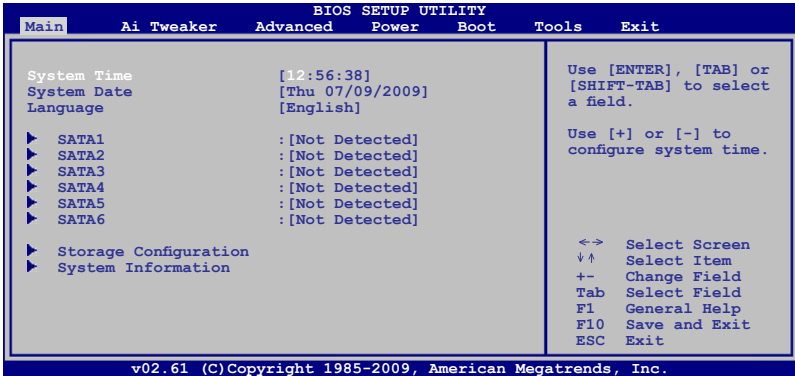 BIOS SETUP UTILITY
Main Ai Tweaker Advanced Power Boot Tools Exit
System Time [12:56:38]
System Date [Thu 07/09/2009]
Language [English]
SATA1 :[Not Detected]
SATA2 :[Not Detected]
SATA3 :[Not Detected]
SATA4 :[Not Detected]
SATA5 :[Not Detected]
SATA6 :[Not Detected]
Storage Configuration
System Information
Use [ENTER], [TAB] or
[SHIFT-TAB] to select
a field.
Use [+] or [-] to
configure system time.
←→ Select Screen
↓↑ Select Item
+- Change Field
Tab Select Field
F1 General Help
F10 Save and Exit
ESC Exit
v02.61 (C)Copyright 1985-2009, American Megatrends, Inc.